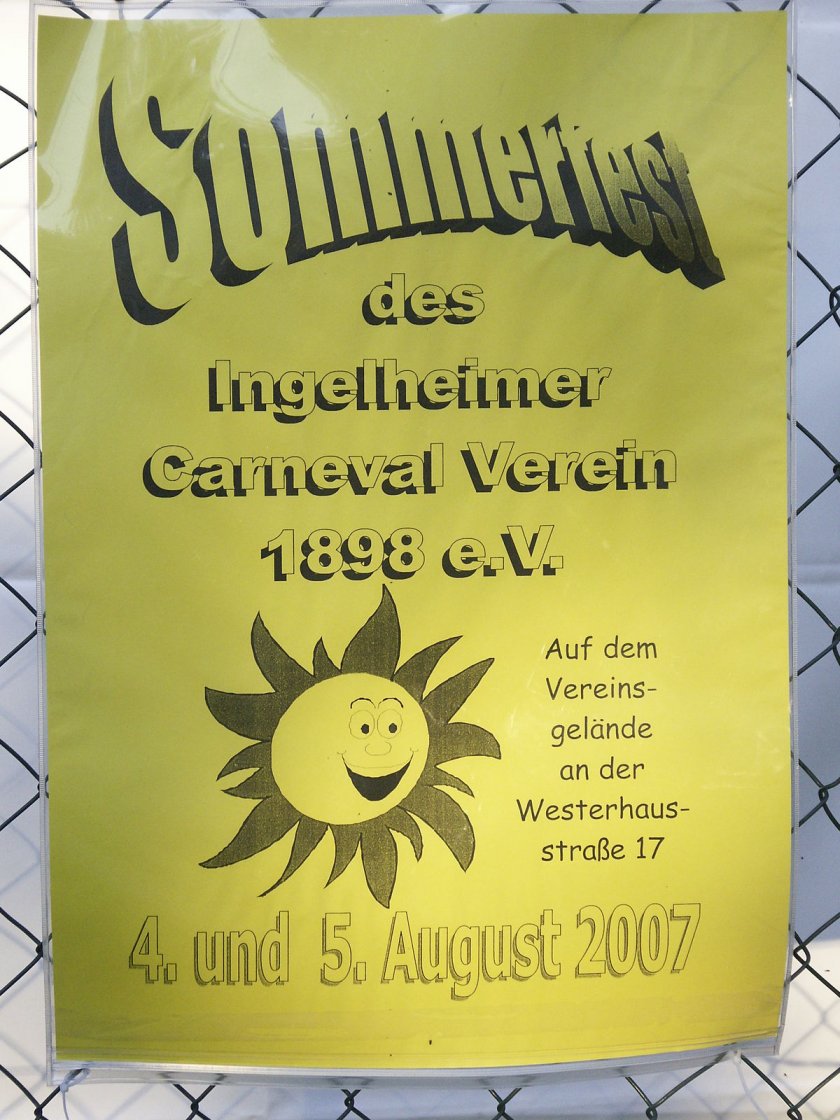 Sommerfest
des
Ingelheimer
Carneval Verein
1898 e.V.
Auf dem
Vereins-
gelände
an der
Westerhaus-
straße 17
4. und 5. August 2007